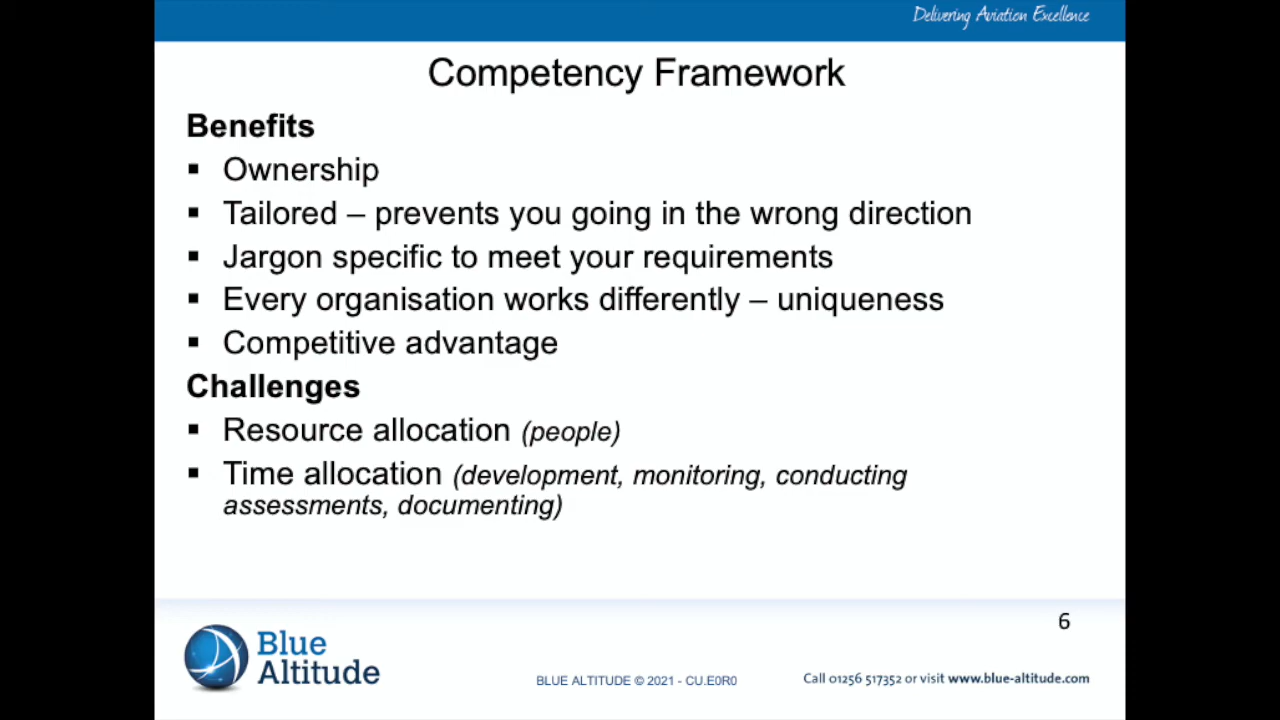 Delivering Aviation Excellence
Competency Framework
Benefits
▪ Ownership
▪ Tailored – prevents you going in the wrong direction
▪ Jargon specific to meet your requirements
▪ Every organisation works differently – uniqueness
▪ Competitive advantage
Challenges
▪ Resource allocation (people)
▪ Time allocation (development, monitoring, conducting
assessments, documenting)
6
Blue
Altitude
BLUE ALTITUDE © 2021 - CU.E0R0
Call 01256 517352 or visit www.blue-altitude.com